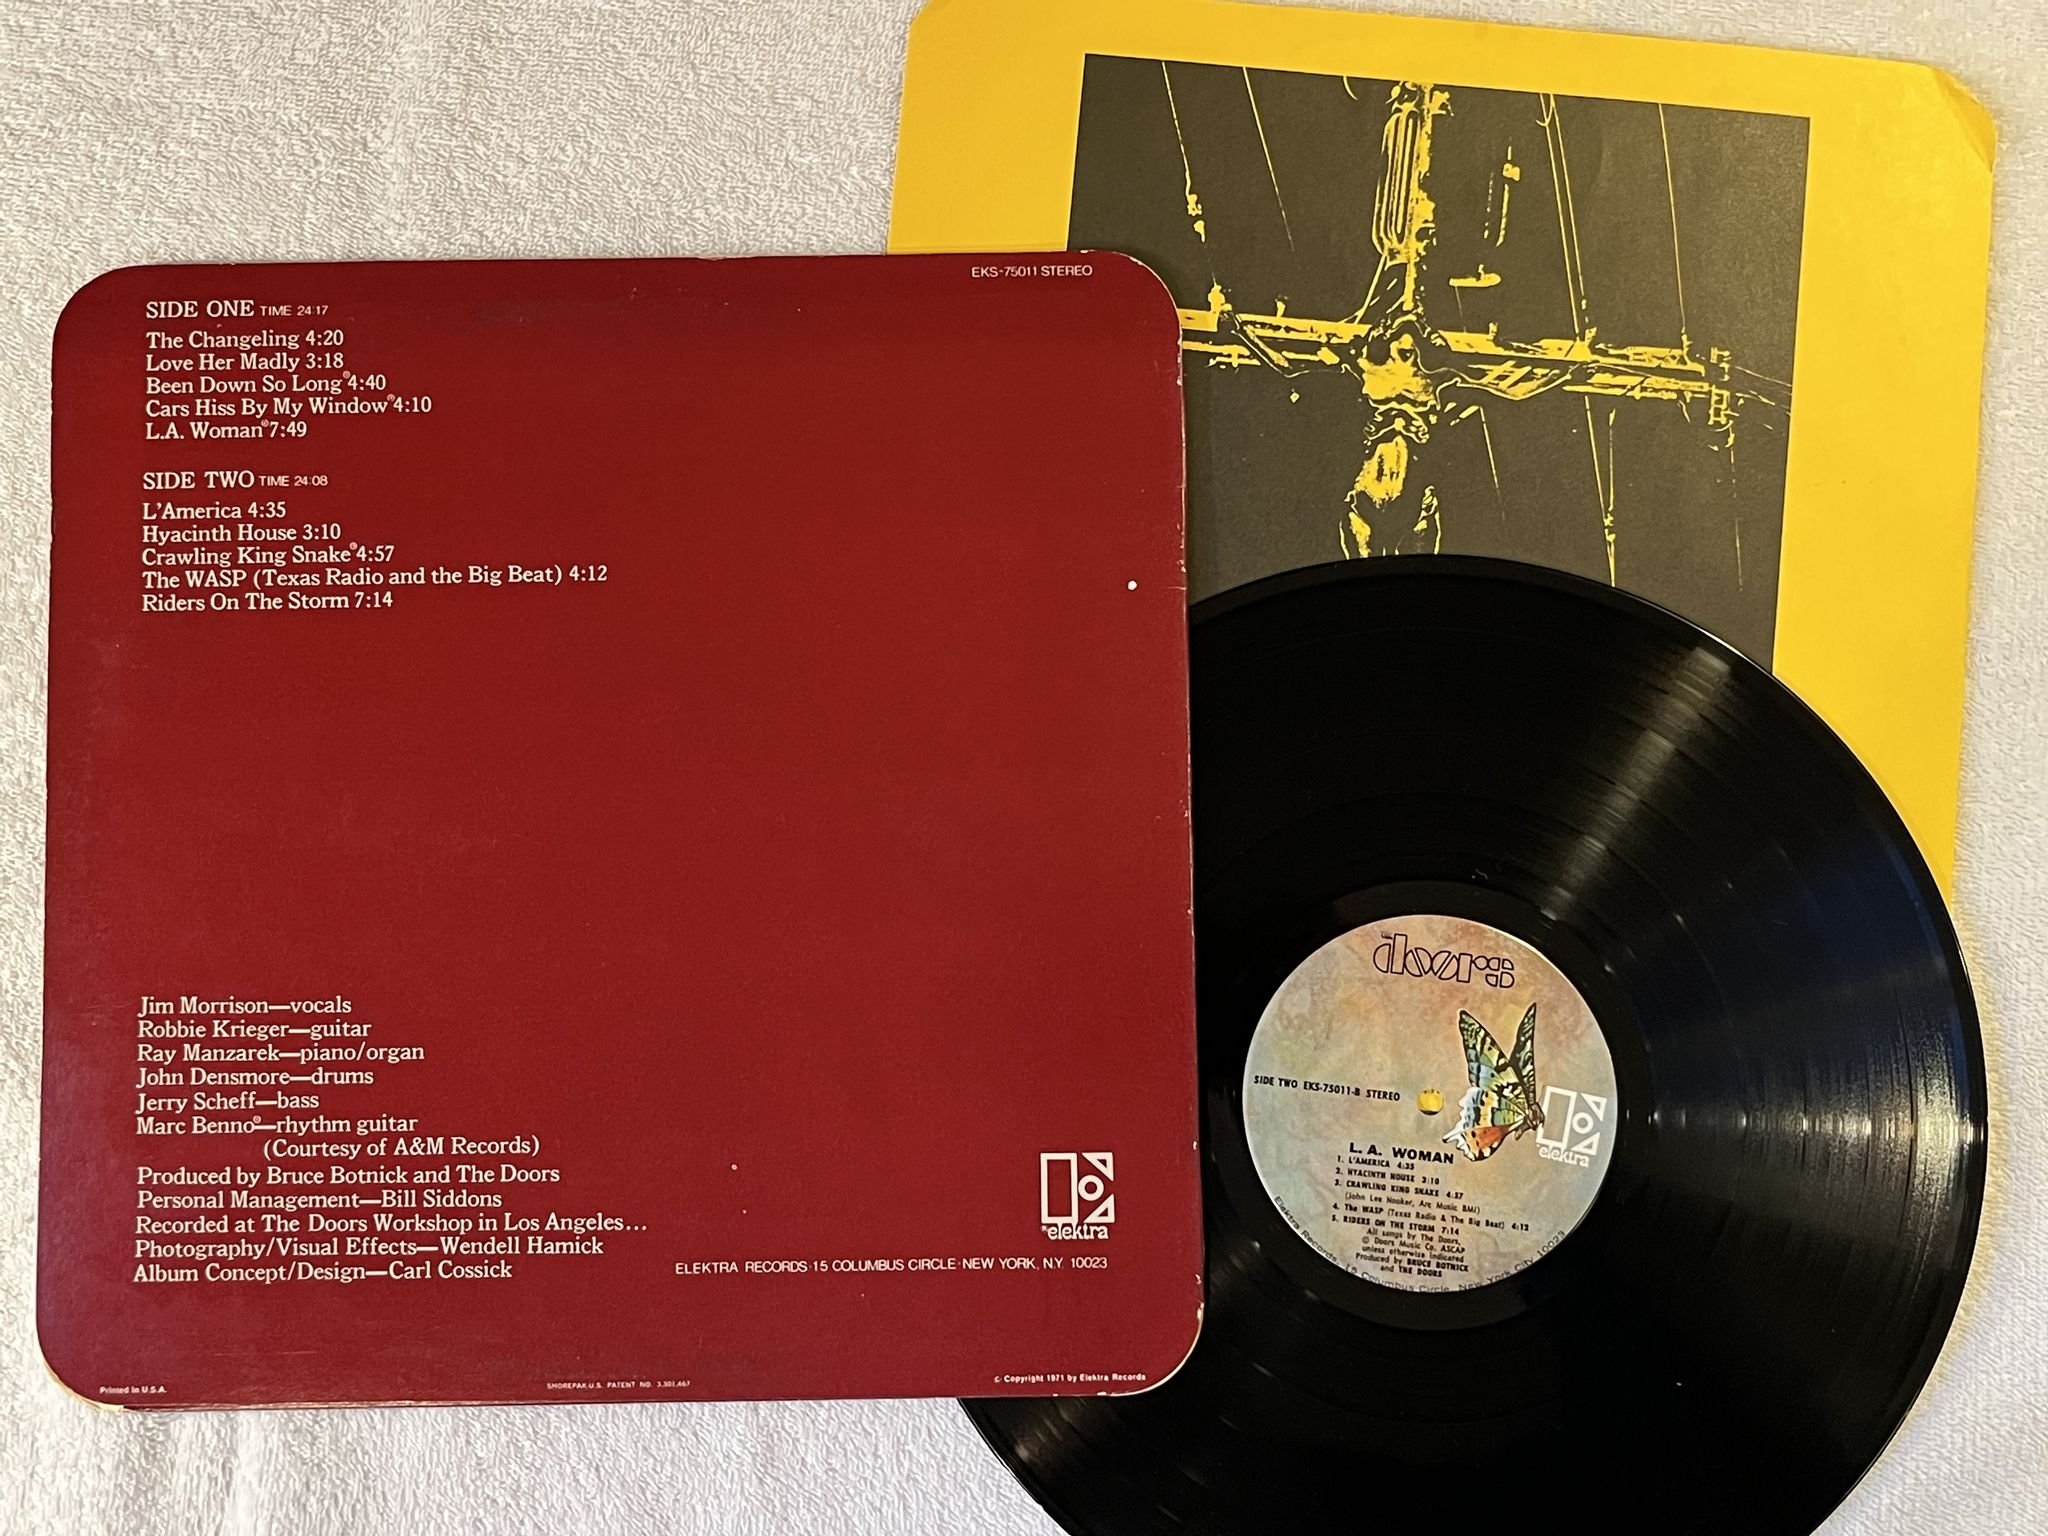 EKS-75011 STEREO
SIDE ONE TIME 24:17
The Changeling 4:20
Love Her Madly 3:18
Been Down So Long® 4:40
Cars Hiss By My Window® 4:10
L.A. Woman® 7:49
SIDE TWO TIME 24:08
L'America 4:35
Hyacinth House 3:10
Crawling King Snake® 4:57
The WASP (Texas Radio and the Big Beat) 4:12
Riders On The Storm 7:14
Jim Morrison—vocals
Robbie Krieger—guitar
Ray Manzarek—piano/organ
John Densmore—drums
Jerry Scheff—bass
Marc Benno®—rhythm guitar
(Courtesy of A&M Records)
Produced by Bruce Botnick and The Doors
Personal Management—Bill Siddons
Recorded at The Doors Workshop in Los Angeles...
Photography/Visual Effects—Wendell Hamick
Album Concept/Design—Carl Cossick
elektra
ELEKTRA RECORDS·15 COLUMBUS CIRCLE·NEW YORK, N.Y. 10023
Printed in U.S.A.
SHOREPAK-U.S. PATENT NO. 3,301,467
© Copyright 1971 by Elektra Records
THE doors
SIDE TWO EKS-75011-B STEREO
elektra
L. A. WOMAN
1. L'AMERICA 4:35
2. HYACINTH HOUSE 3:10
3. CRAWLING KING SNAKE 4:57
(John Lee Hooker, Arc Music BMI)
4. The WASP (Texas Radio & The Big Beat) 4:12
5. RIDERS ON THE STORM 7:14
All songs by The Doors,
© Doors Music Co. ASCAP
unless otherwise indicated
Produced by BRUCE BOTNICK
and THE DOORS
Elektra Records, 15 Columbus Circle, New York City 10023